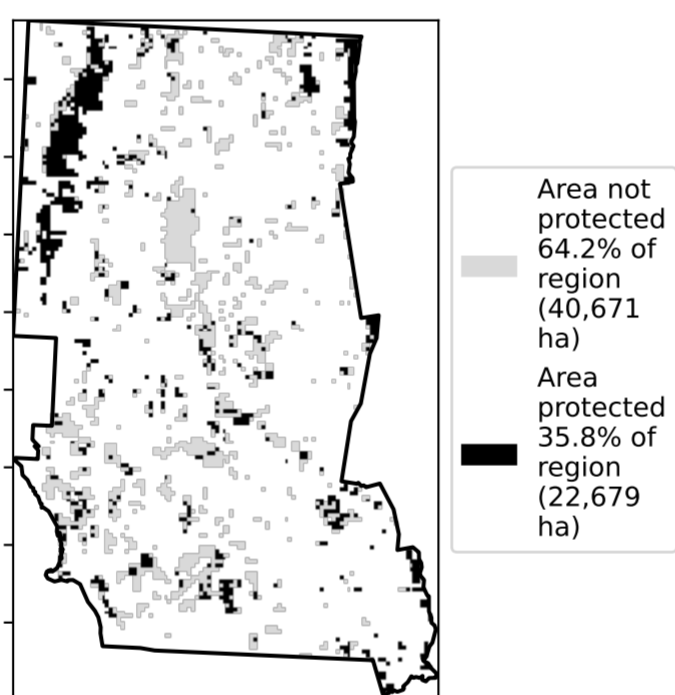 Area not
protected
64.2% of
region
(40,671
ha)
Area
protected
35.8% of
region
(22,679
ha)